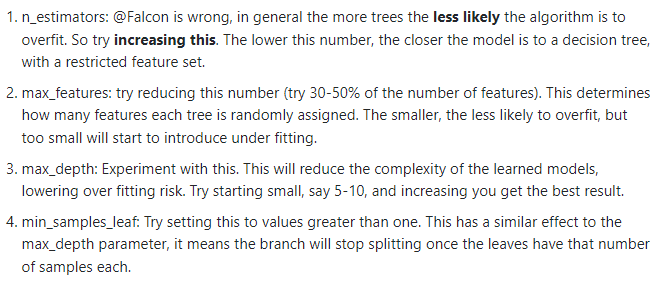 1. n_estimators: @Falcon is wrong, in general the more trees the less likely the algorithm is to
overfit. So try increasing this. The lower this number, the closer the model is to a decision tree,
with a restricted feature set.
2. max_features: try reducing this number (try 30-50% of the number of features). This determines
how many features each tree is randomly assigned. The smaller, the less likely to overfit, but
too small will start to introduce under fitting.
3. max_depth: Experiment with this. This will reduce the complexity of the learned models,
lowering over fitting risk. Try starting small, say 5-10, and increasing you get the best result.
4. min_samples_leaf: Try setting this to values greater than one. This has a similar effect to the
max_depth parameter, it means the branch will stop splitting once the leaves have that number
of samples each.